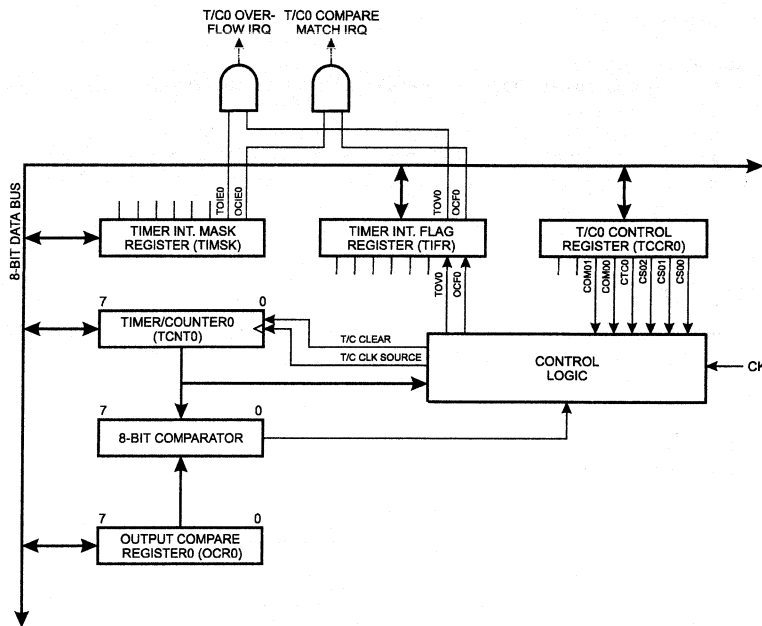 T/C0 OVER-
FLOW IRQ
T/C0 COMPARE
MATCH IRQ
8-BIT DATA BUS
TOIE0
OCIE0
TOV0
OCF0
TIMER INT. MASK
REGISTER (TIMSK)
TIMER INT. FLAG
REGISTER (TIFR)
T/C0 CONTROL
REGISTER (TCCR0)
TOV0
OCF0
COM01
COM00
CTC0
CS02
CS01
CS00
7
0
TIMER/COUNTER0
(TCNT0)
T/C CLEAR
T/C CLK SOURCE
CONTROL
LOGIC
CK
7
0
8-BIT COMPARATOR
7
0
OUTPUT COMPARE
REGISTER0 (OCR0)